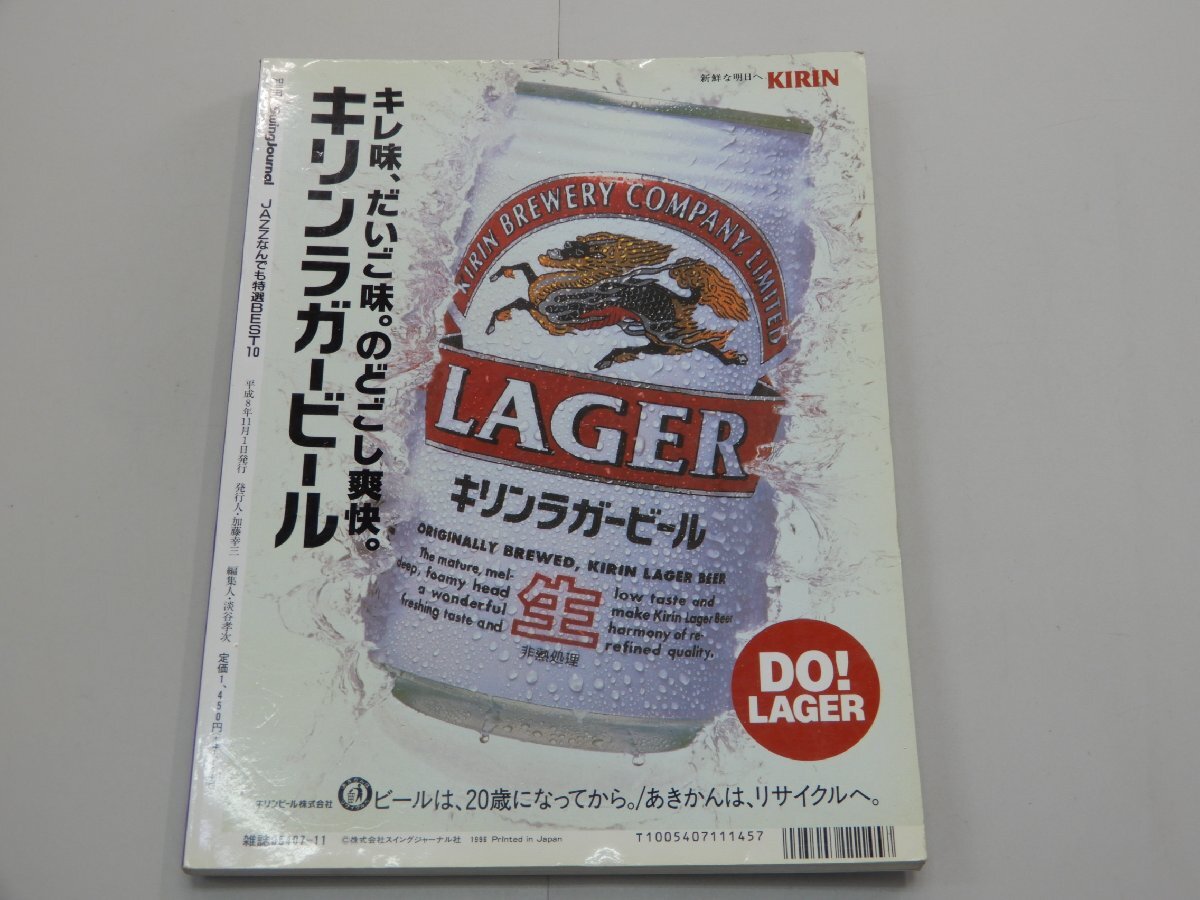 新鮮な明日へ KIRIN
キレ味、だいご味。のどごし爽快。
キリンラガービール
KIRIN BREWERY COMPANY, LIMITED
LAGER
キリンラガービール
ORIGINALLY BREWED, KIRIN LAGER BEER
The mature, mel-
deep, foamy head
a wonderful
freshing taste and
生
非熱処理
low taste and
make Kirin Lager Beer
harmony of re-
refined quality.
DO!
LAGER
SwingJournal JAZZなんでも特選BEST10 平成8年11月1日発行 発行人・加藤幸三 編集人・淡谷孝次 定価1,450円
キリンビール株式会社
ビールは、20歳になってから。/あきかんは、リサイクルへ。
雑誌05407-11 ©株式会社スイングジャーナル社 1996 Printed in Japan
T1005407111457